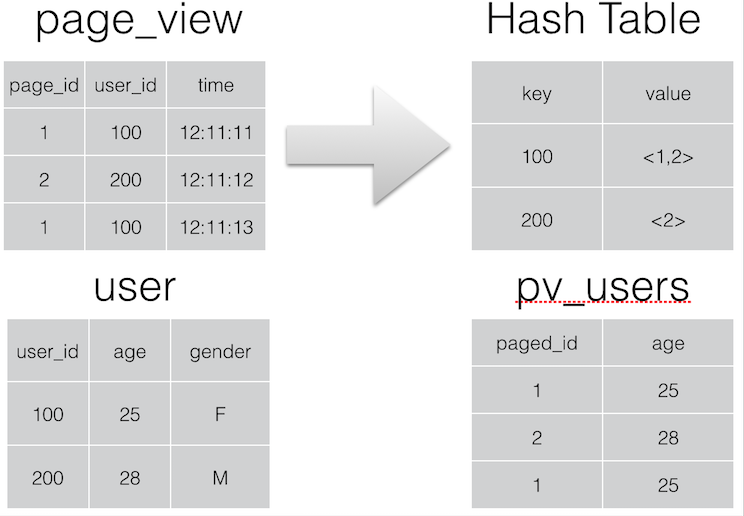 page_view
page_id user_id time
1 100 12:11:11
2 200 12:11:12
1 100 12:11:13
Hash Table
key value
100 <1,2>
200 <2>
user
user_id age gender
100 25 F
200 28 M
pv_users
paged_id age
1 25
2 28
1 25